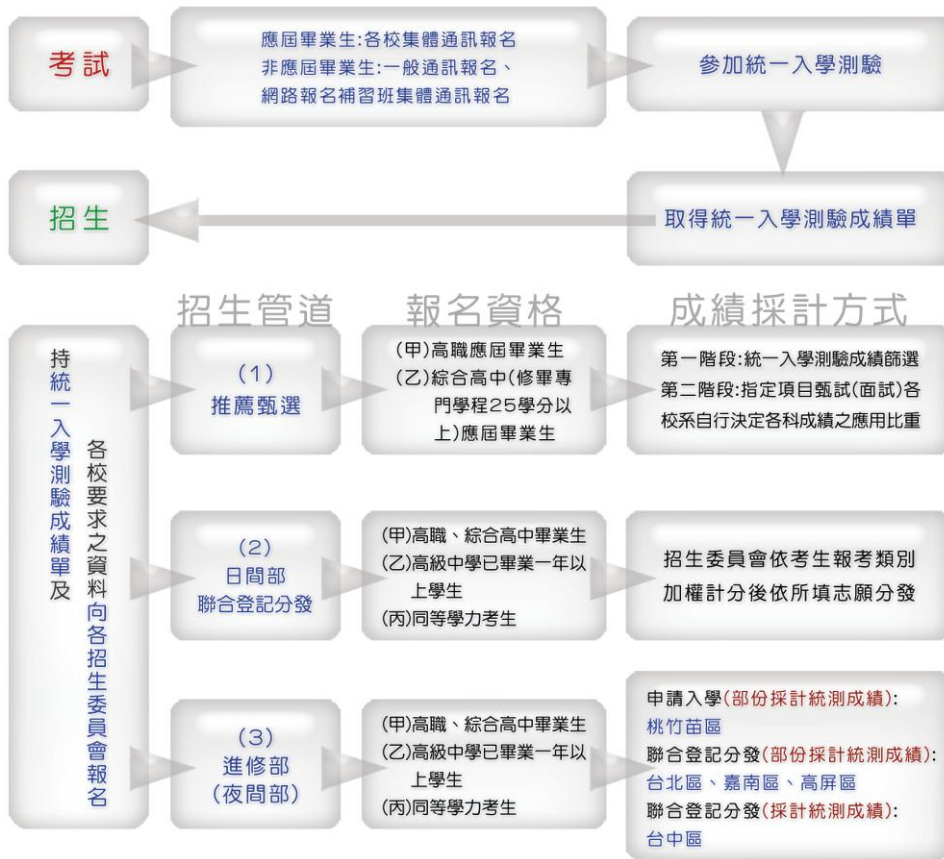 考試
應屆畢業生:各校集體通訊報名
非應屆畢業生:一般通訊報名、
網路報名補習班集體通訊報名
參加統一入學測驗
招生
取得統一入學測驗成績單
招生管道
報名資格
成績採計方式
持統一入學測驗成績單及
各校要求之資料向各招生委員會報名
(1)
推薦甄選
(甲)高職應屆畢業生
(乙)綜合高中(修畢專
門學程25學分以
上)應屆畢業生
第一階段:統一入學測驗成績篩選
第二階段:指定項目甄試(面試)各
校系自行決定各科成績之應用比重
(2)
日間部
聯合登記分發
(甲)高職、綜合高中畢業生
(乙)高級中學已畢業一年以
上學生
(丙)同等學力考生
招生委員會依考生報考類別
加權計分後依所填志願分發
(3)
進修部
(夜間部)
(甲)高職、綜合高中畢業生
(乙)高級中學已畢業一年以
上學生
(丙)同等學力考生
申請入學(部份採計統測成績):
桃竹苗區
聯合登記分發(部份採計統測成績):
台北區、嘉南區、高屏區
聯合登記分發(採計統測成績):
台中區